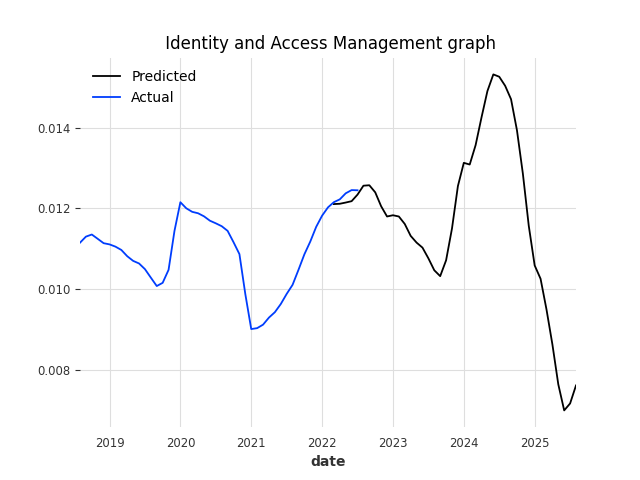 Identity and Access Management graph
Predicted
Actual
0.014
0.012
0.010
0.008
2019 2020 2021 2022 2023 2024 2025
date